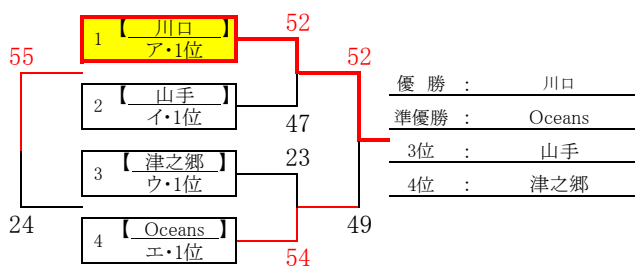 55
1 【 川口 】
ア・1位
52
2 【 山手 】
イ・1位
47
3 【 津之郷 】
ウ・1位
23
4 【 Oceans 】
エ・1位
54
24
52
49
優 勝 : 川口
準優勝 : Oceans
3位 : 山手
4位 : 津之郷